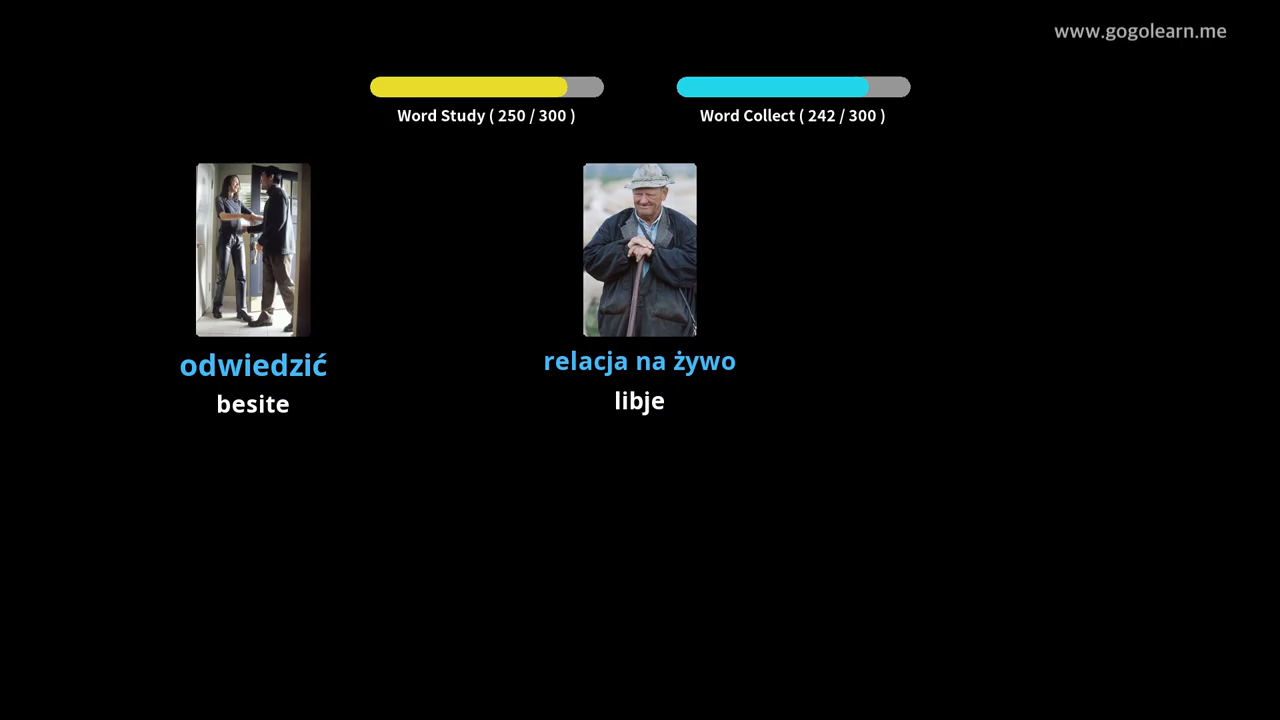 www.gogolearn.me
Word Study ( 250 / 300 )
Word Collect ( 242 / 300 )
odwiedzić
besite
relacja na żywo
libje